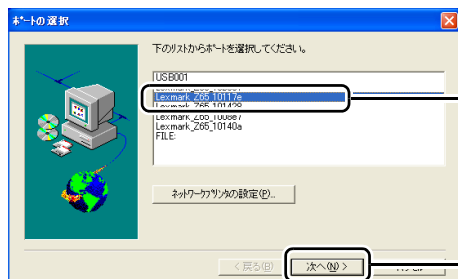 ﾎﾟｰﾄの選択
下のリストからﾎﾟｰﾄを選択してください。
USB001
Lexmark_Z65_10117e
Lexmark_Z65_10140a
FILE:
ﾈｯﾄﾜｰｸﾌﾟﾘﾝﾀの設定(P)...
< 戻る(B)
次へ(N) >